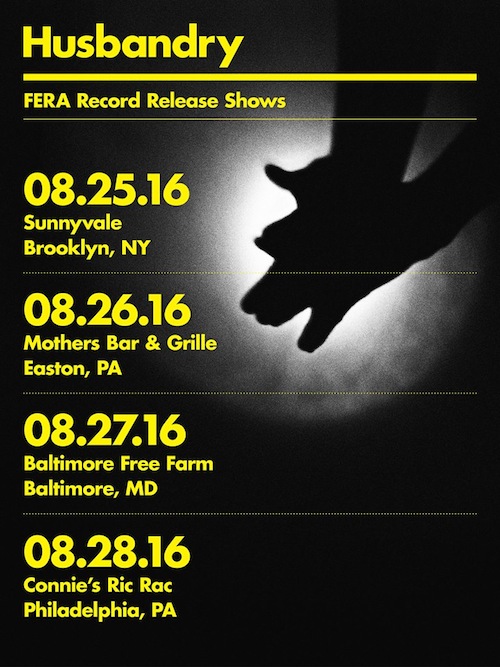 Husbandry
FERA Record Release Shows
08.25.16
Sunnyvale
Brooklyn, NY
08.26.16
Mothers Bar & Grille
Easton, PA
08.27.16
Baltimore Free Farm
Baltimore, MD
08.28.16
Connie’s Ric Rac
Philadelphia, PA